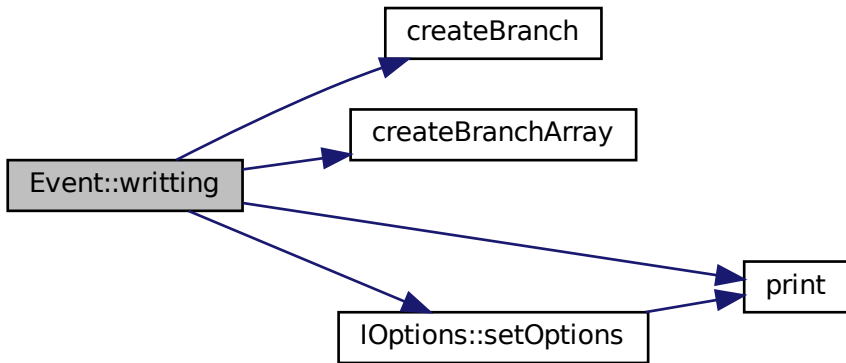 createBranch
createBranchArray
Event::writting
print
IOptions::setOptions